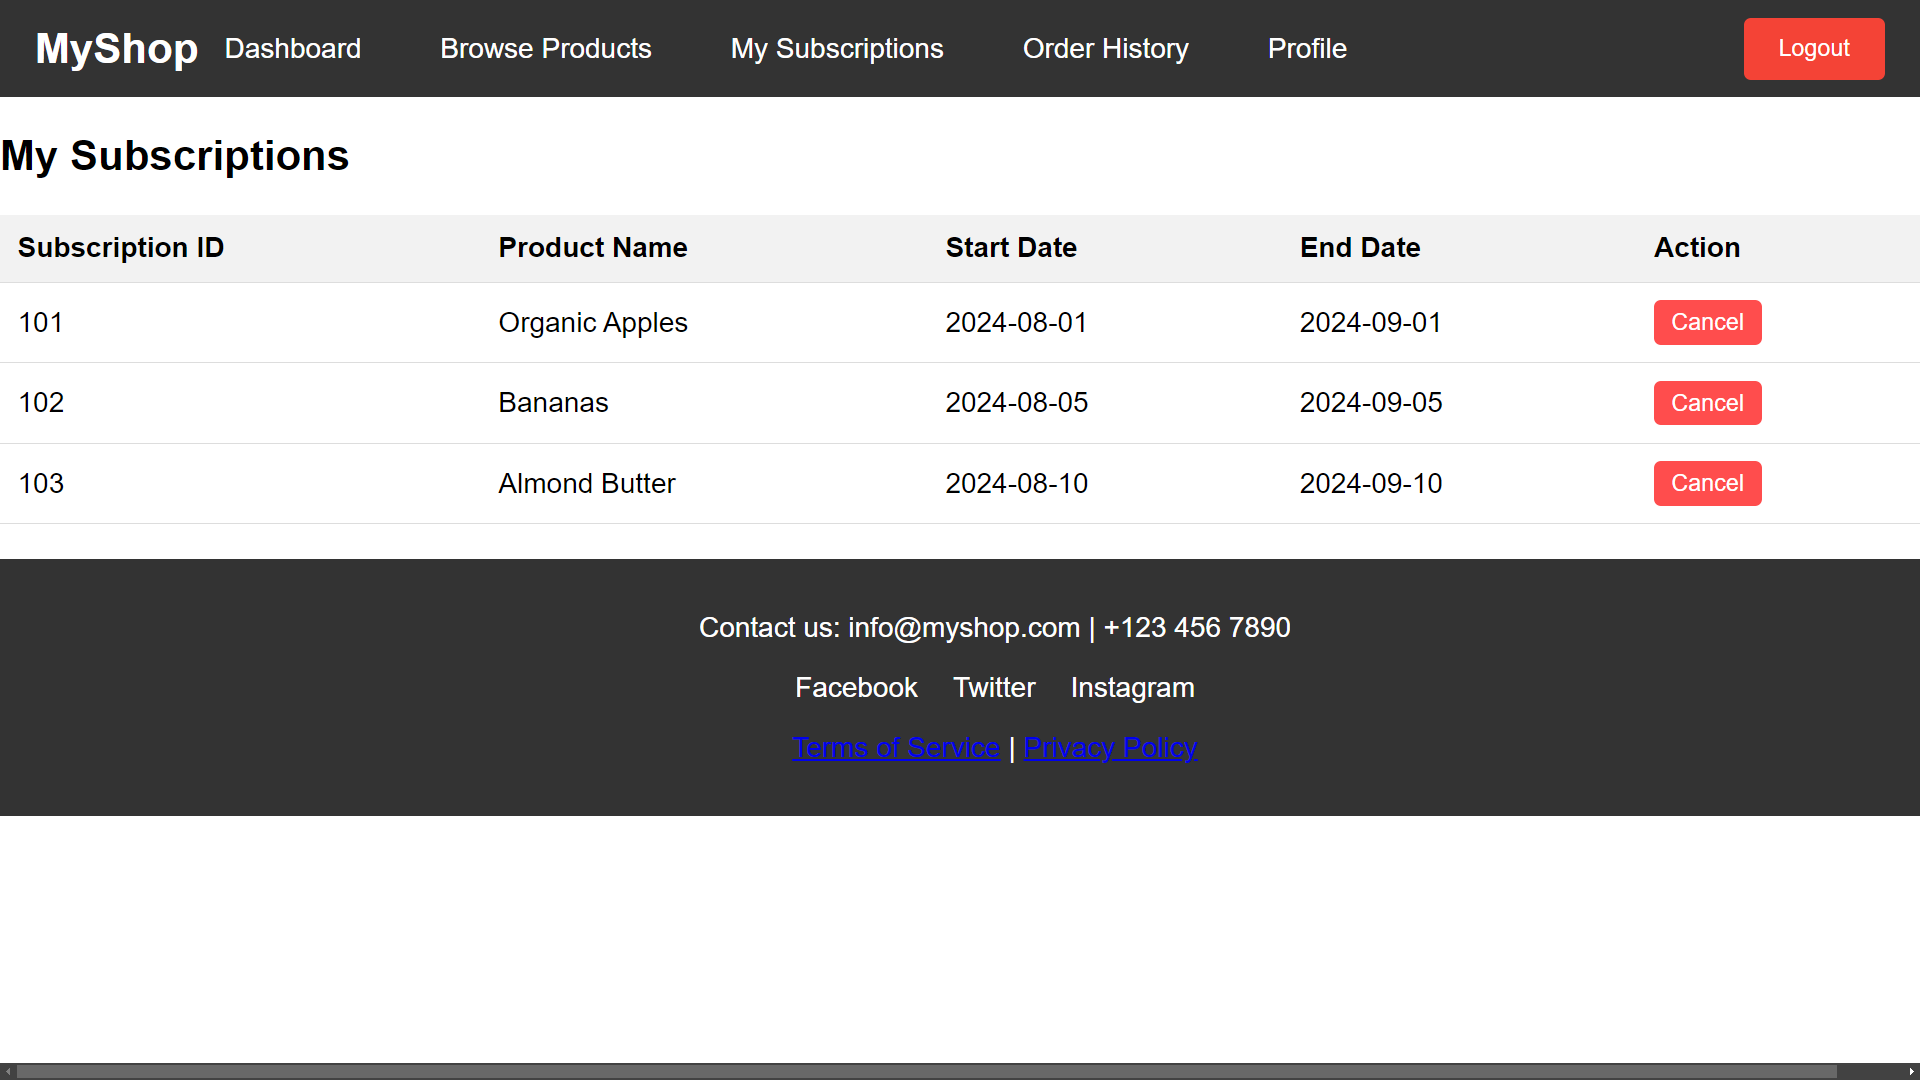 MyShop Dashboard Browse Products My Subscriptions Order History Profile Logout
My Subscriptions
Subscription ID Product Name Start Date End Date Action
101 Organic Apples 2024-08-01 2024-09-01 Cancel
102 Bananas 2024-08-05 2024-09-05 Cancel
103 Almond Butter 2024-08-10 2024-09-10 Cancel
Contact us: info@myshop.com | +123 456 7890
Facebook Twitter Instagram
Terms of Service | Privacy Policy